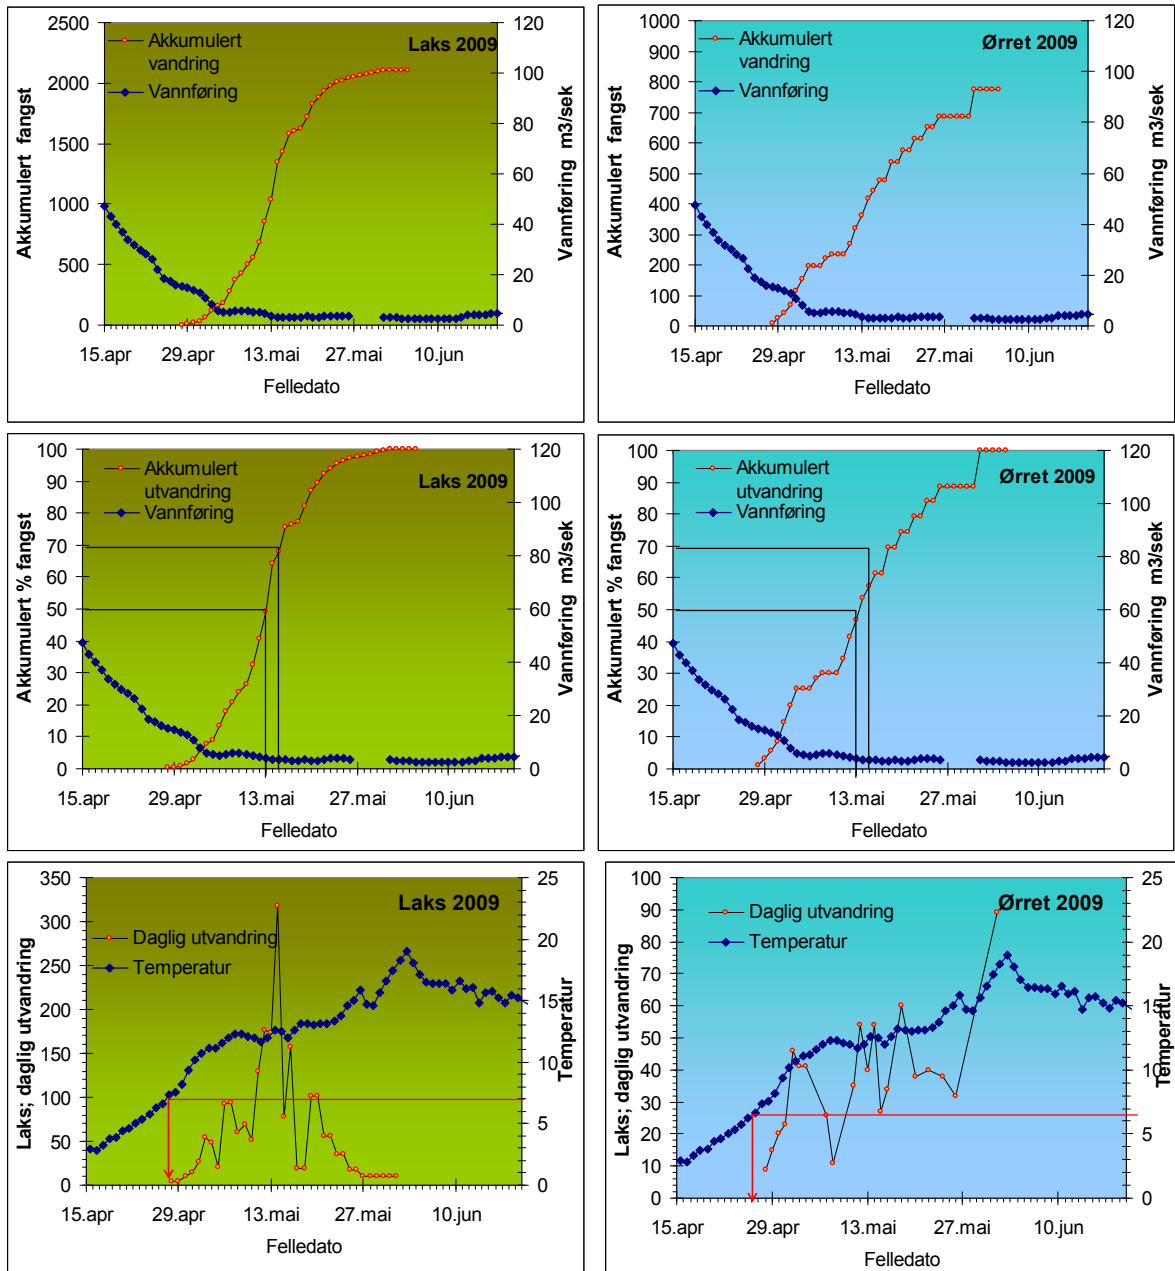 Laks 2009
Akkumulert
vandring
Vannføring
Akkumulert fangst
2500
2000
1500
1000
500
0
120
100
80
60
40
20
0
Vannføring m3/sek
15.apr 29.apr 13.mai 27.mai 10.jun
Felledato
Ørret 2009
Akkumulert
vandring
Vannføring
Akkumulert fangst
1000
900
800
700
600
500
400
300
200
100
0
120
100
80
60
40
20
0
Vannføring m3/sek
15.apr 29.apr 13.mai 27.mai 10.jun
Felledato
Laks 2009
Akkumulert
utvandring
Vannføring
Akkumulert % fangst
100
90
80
70
60
50
40
30
20
10
0
120
100
80
60
40
20
0
Vannføring m3/sek
15.apr 29.apr 13.mai 27.mai 10.jun
Felledato
Ørret 2009
Akkumulert
utvandring
Vannføring
Akkumulert % fangst
100
90
80
70
60
50
40
30
20
10
0
120
100
80
60
40
20
0
Vannføring m3/sek
15.apr 29.apr 13.mai 27.mai 10.jun
Felledato
Laks 2009
Daglig utvandring
Temperatur
Laks; daglig utvandring
350
300
250
200
150
100
50
0
25
20
15
10
5
0
Temperatur
15.apr 29.apr 13.mai 27.mai 10.jun
Felledato
Ørret 2009
Daglig utvandring
Temperatur
Laks; daglig utvandring
100
90
80
70
60
50
40
30
20
10
0
25
20
15
10
5
0
Temperatur
15.apr 29.apr 13.mai 27.mai 10.jun
Felledato